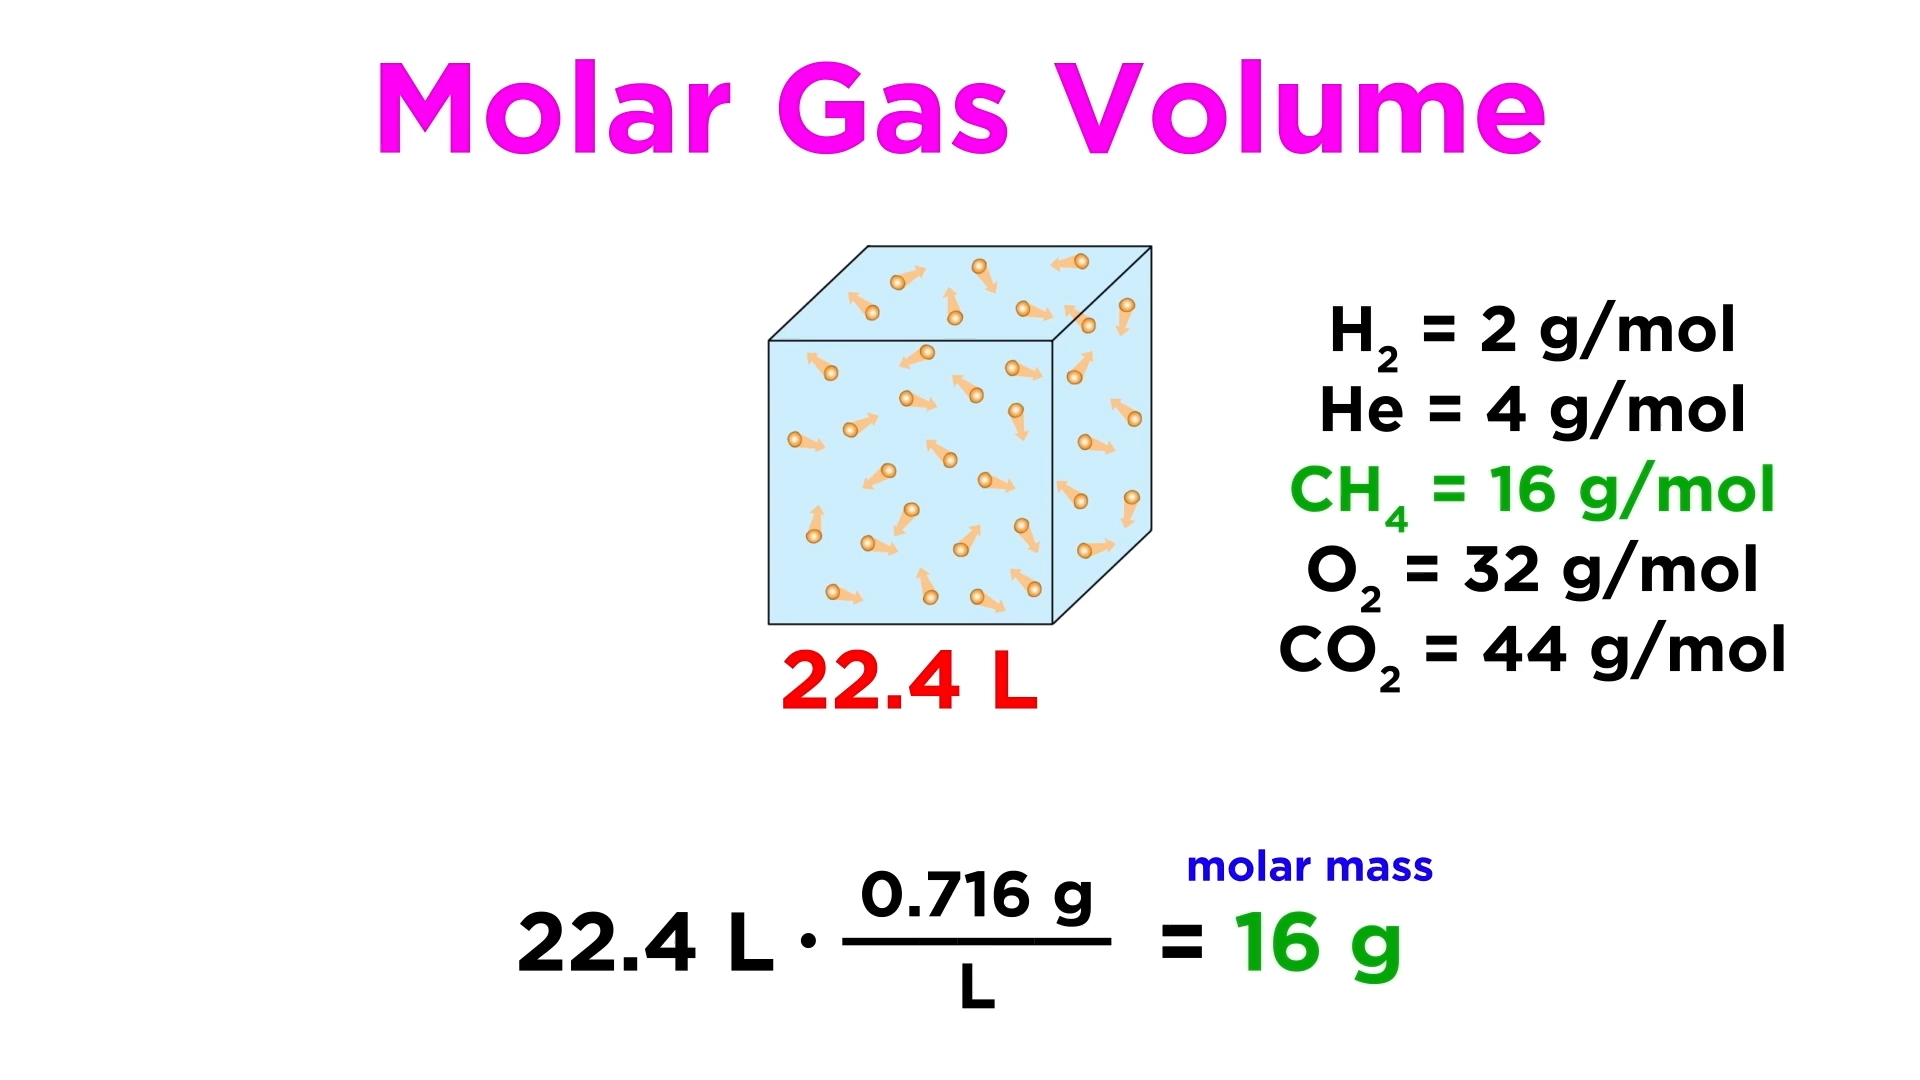 Molar Gas Volume
H₂ = 2 g/mol
He = 4 g/mol
CH₄ = 16 g/mol
O₂ = 32 g/mol
CO₂ = 44 g/mol
22.4 L
molar mass
22.4 L · 0.716 g / L = 16 g